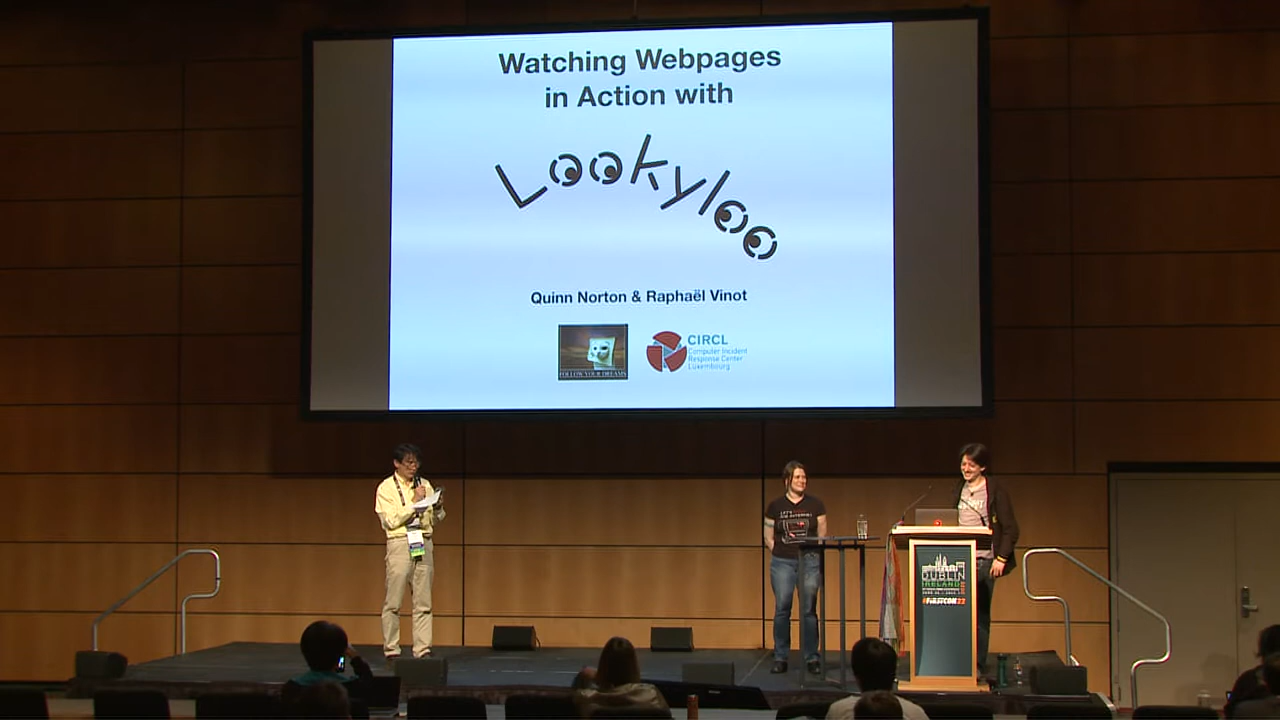 Watching Webpages
in Action with
Lookyloo
Quinn Norton & Raphaël Vinot
FOLLOW YOUR DREAMS
CIRCL
Computer Incident
Response Center
Luxembourg
DUBLIN
IRELAND
#FIRSTCON22